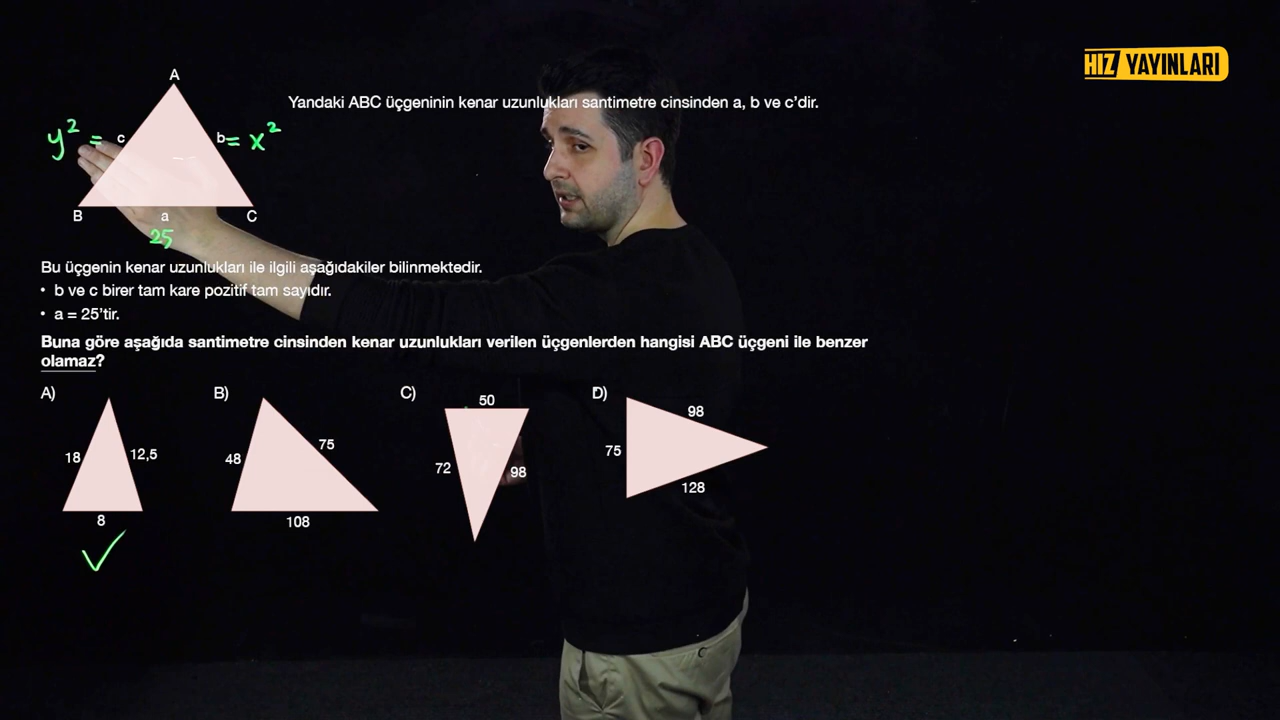 HIZ YAYINLARI
A
Yandaki ABC üçgeninin kenar uzunlukları santimetre cinsinden a, b ve c'dir.
y² = c
b = x²
B
a
C
25
Bu üçgenin kenar uzunlukları ile ilgili aşağıdakiler bilinmektedir.
• b ve c birer tam kare pozitif tam sayıdır.
• a = 25'tir.
Buna göre aşağıda santimetre cinsinden kenar uzunlukları verilen üçgenlerden hangisi ABC üçgeni ile benzer
olamaz?
A)
18
12,5
8
B)
48
75
108
C)
50
72
98
D)
98
75
128